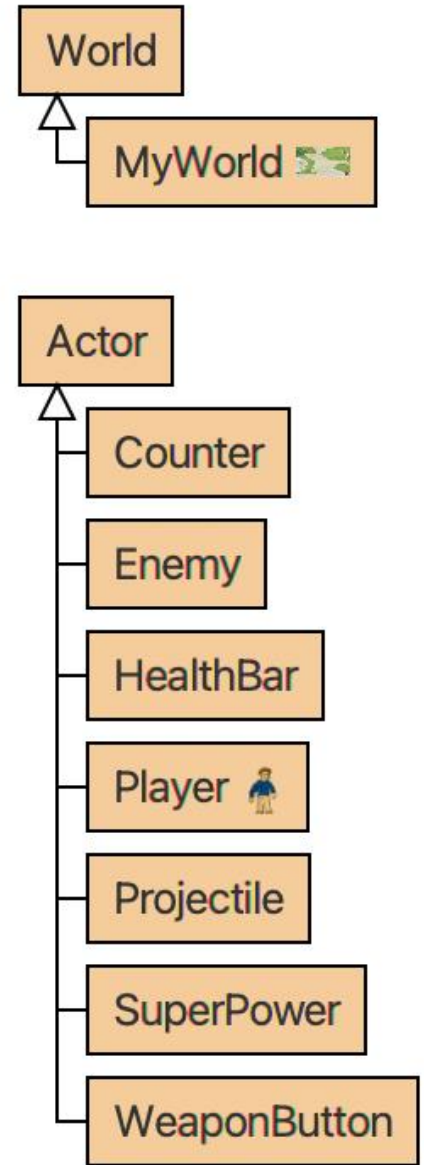 World
MyWorld
Actor
Counter
Enemy
HealthBar
Player
Projectile
SuperPower
WeaponButton